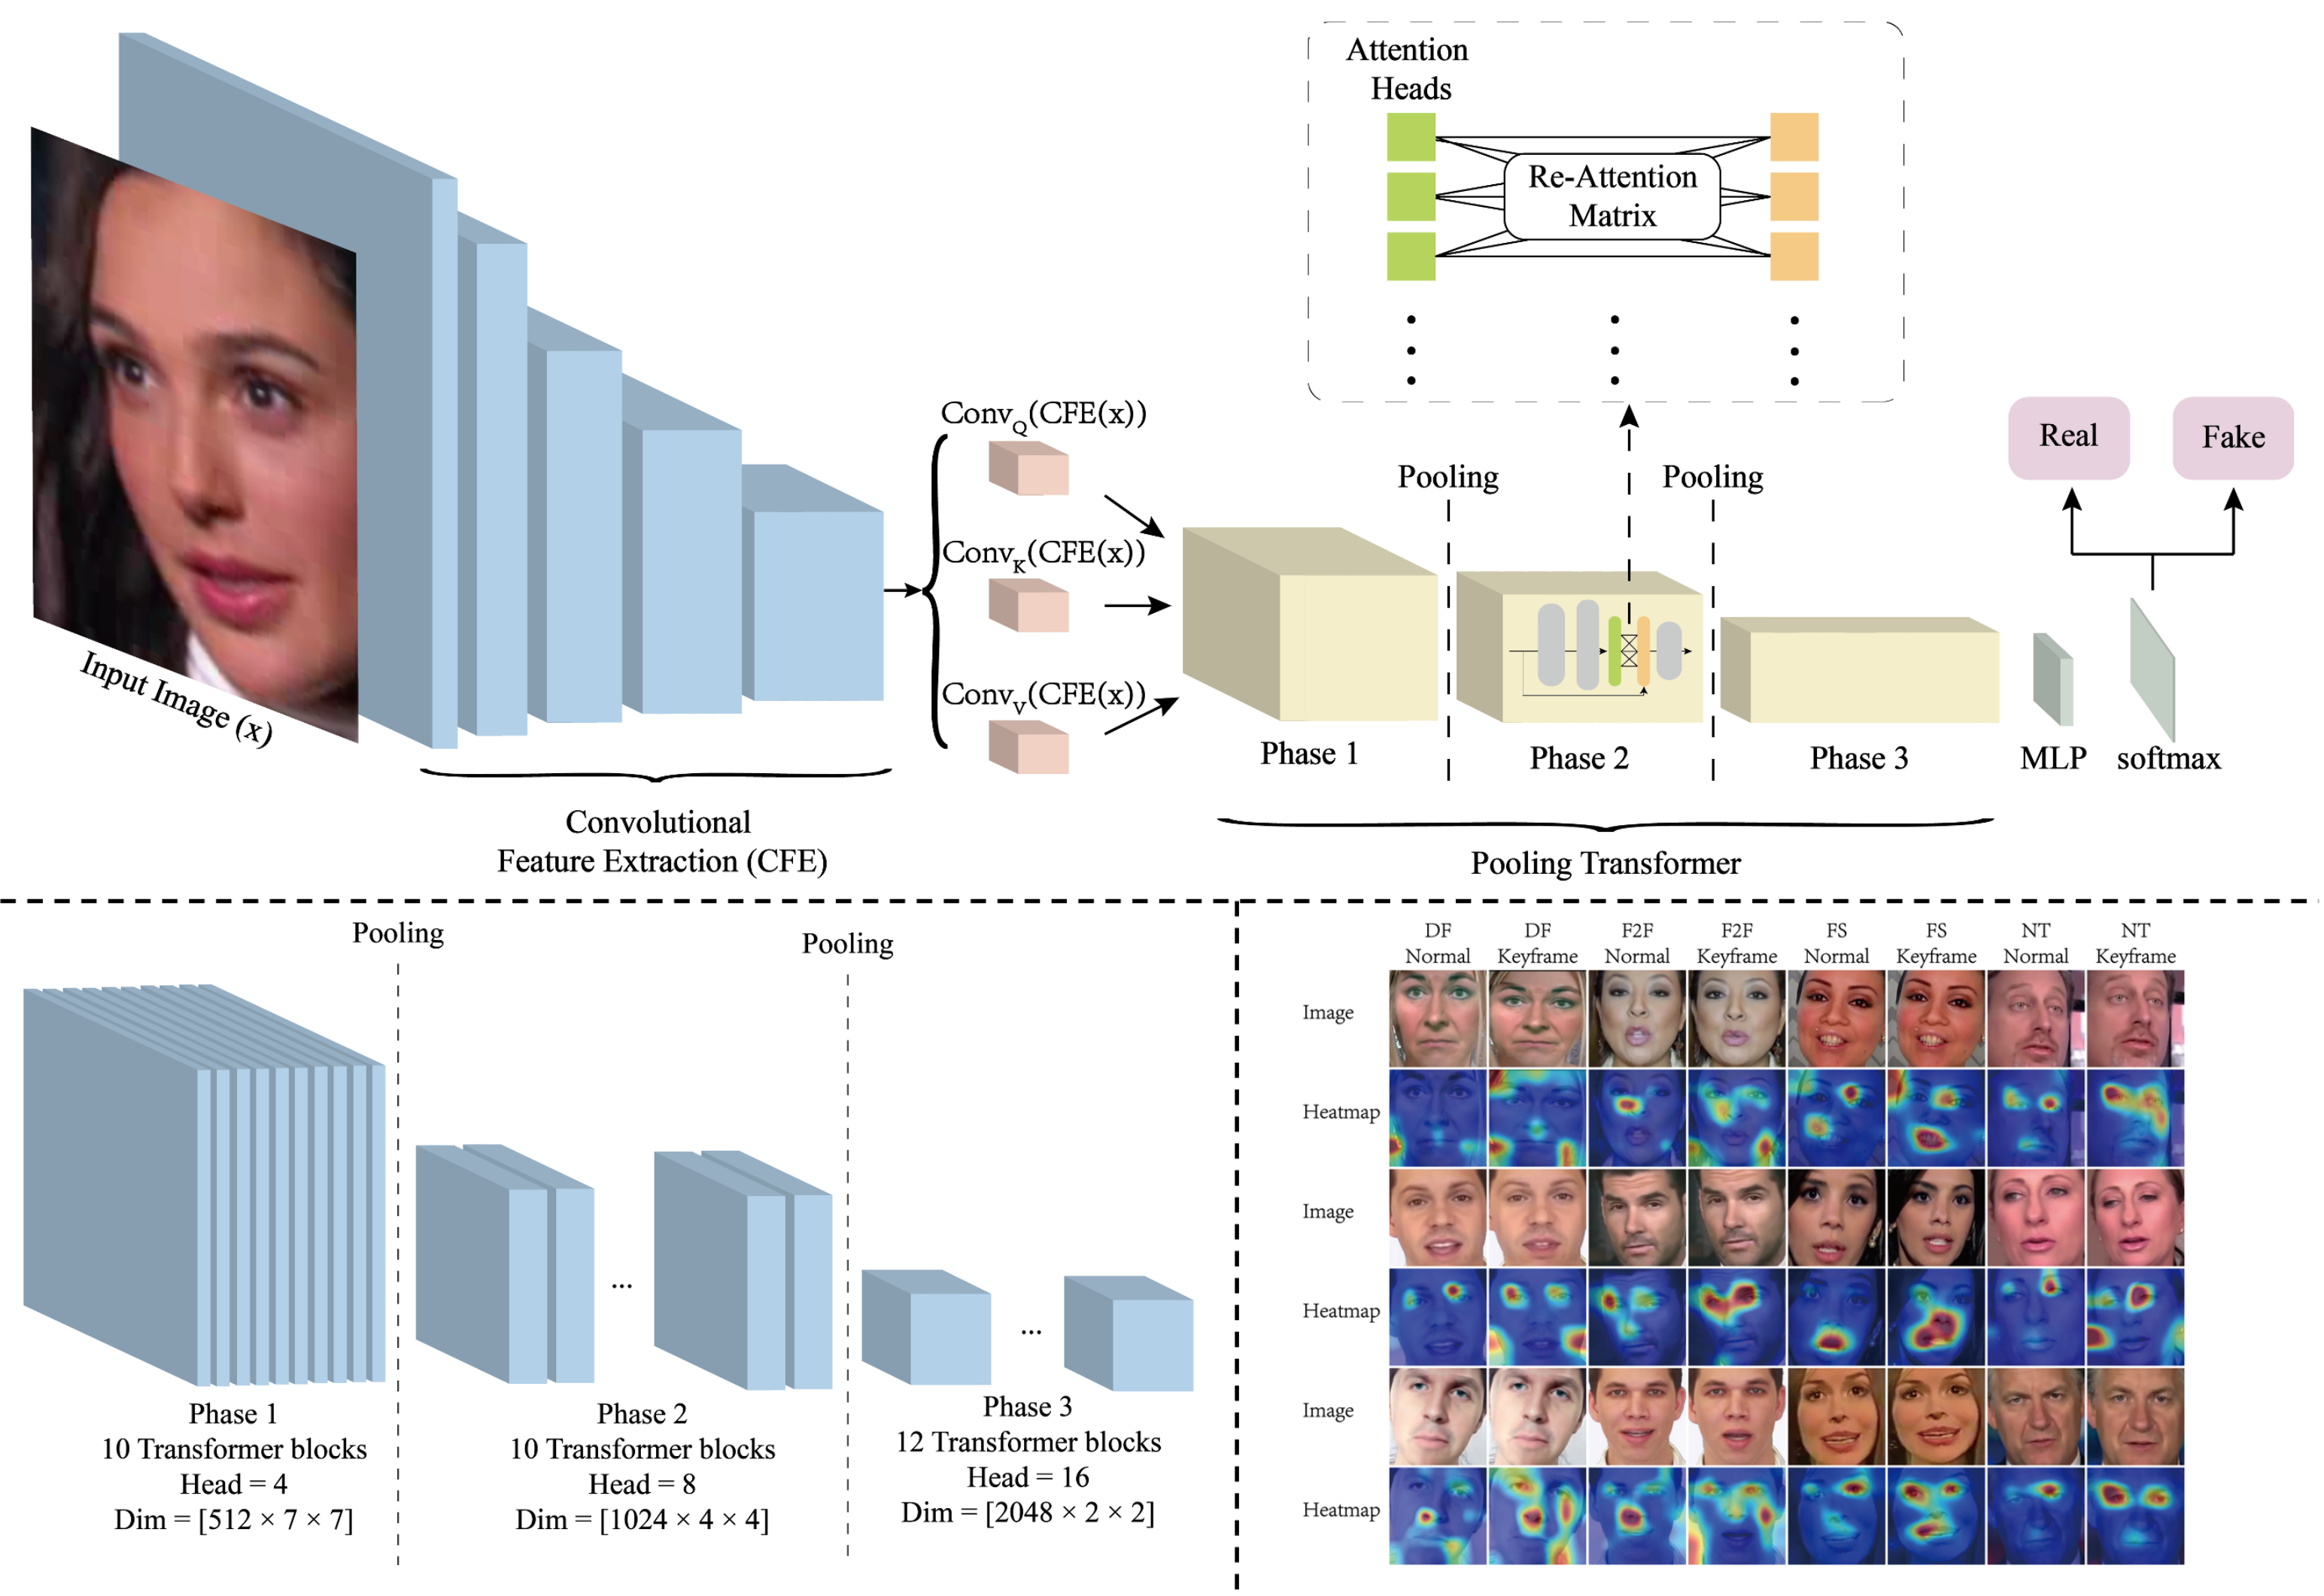 Attention
Heads
Re-Attention
Matrix
Input Image (x)
Convolutional
Feature Extraction (CFE)
ConvQ(CFE(x))
ConvK(CFE(x))
ConvV(CFE(x))
Pooling
Pooling
Phase 1
Phase 2
Phase 3
Pooling Transformer
MLP
softmax
Real
Fake
Pooling
Pooling
Phase 1
10 Transformer blocks
Head = 4
Dim = [512 × 7 × 7]
...
Phase 2
10 Transformer blocks
Head = 8
Dim = [1024 × 4 × 4]
...
Phase 3
12 Transformer blocks
Head = 16
Dim = [2048 × 2 × 2]
DF Normal
DF Keyframe
F2F Normal
F2F Keyframe
FS Normal
FS Keyframe
NT Normal
NT Keyframe
Image
Heatmap
Image
Heatmap
Image
Heatmap